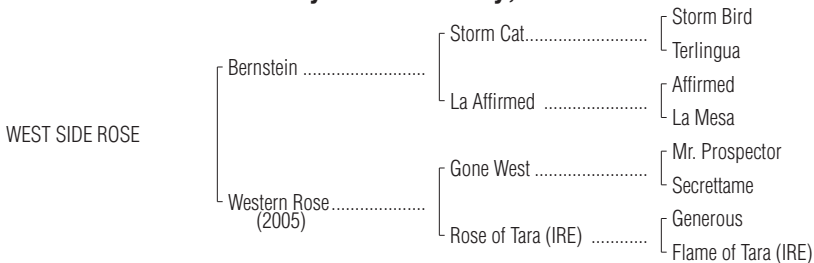 Storm Bird
Storm Cat
Terlingua
Bernstein
Affirmed
La Affirmed
La Mesa
WEST SIDE ROSE
Mr. Prospector
Gone West
Secrettame
Western Rose
(2005)
Generous
Rose of Tara (IRE)
Flame of Tara (IRE)